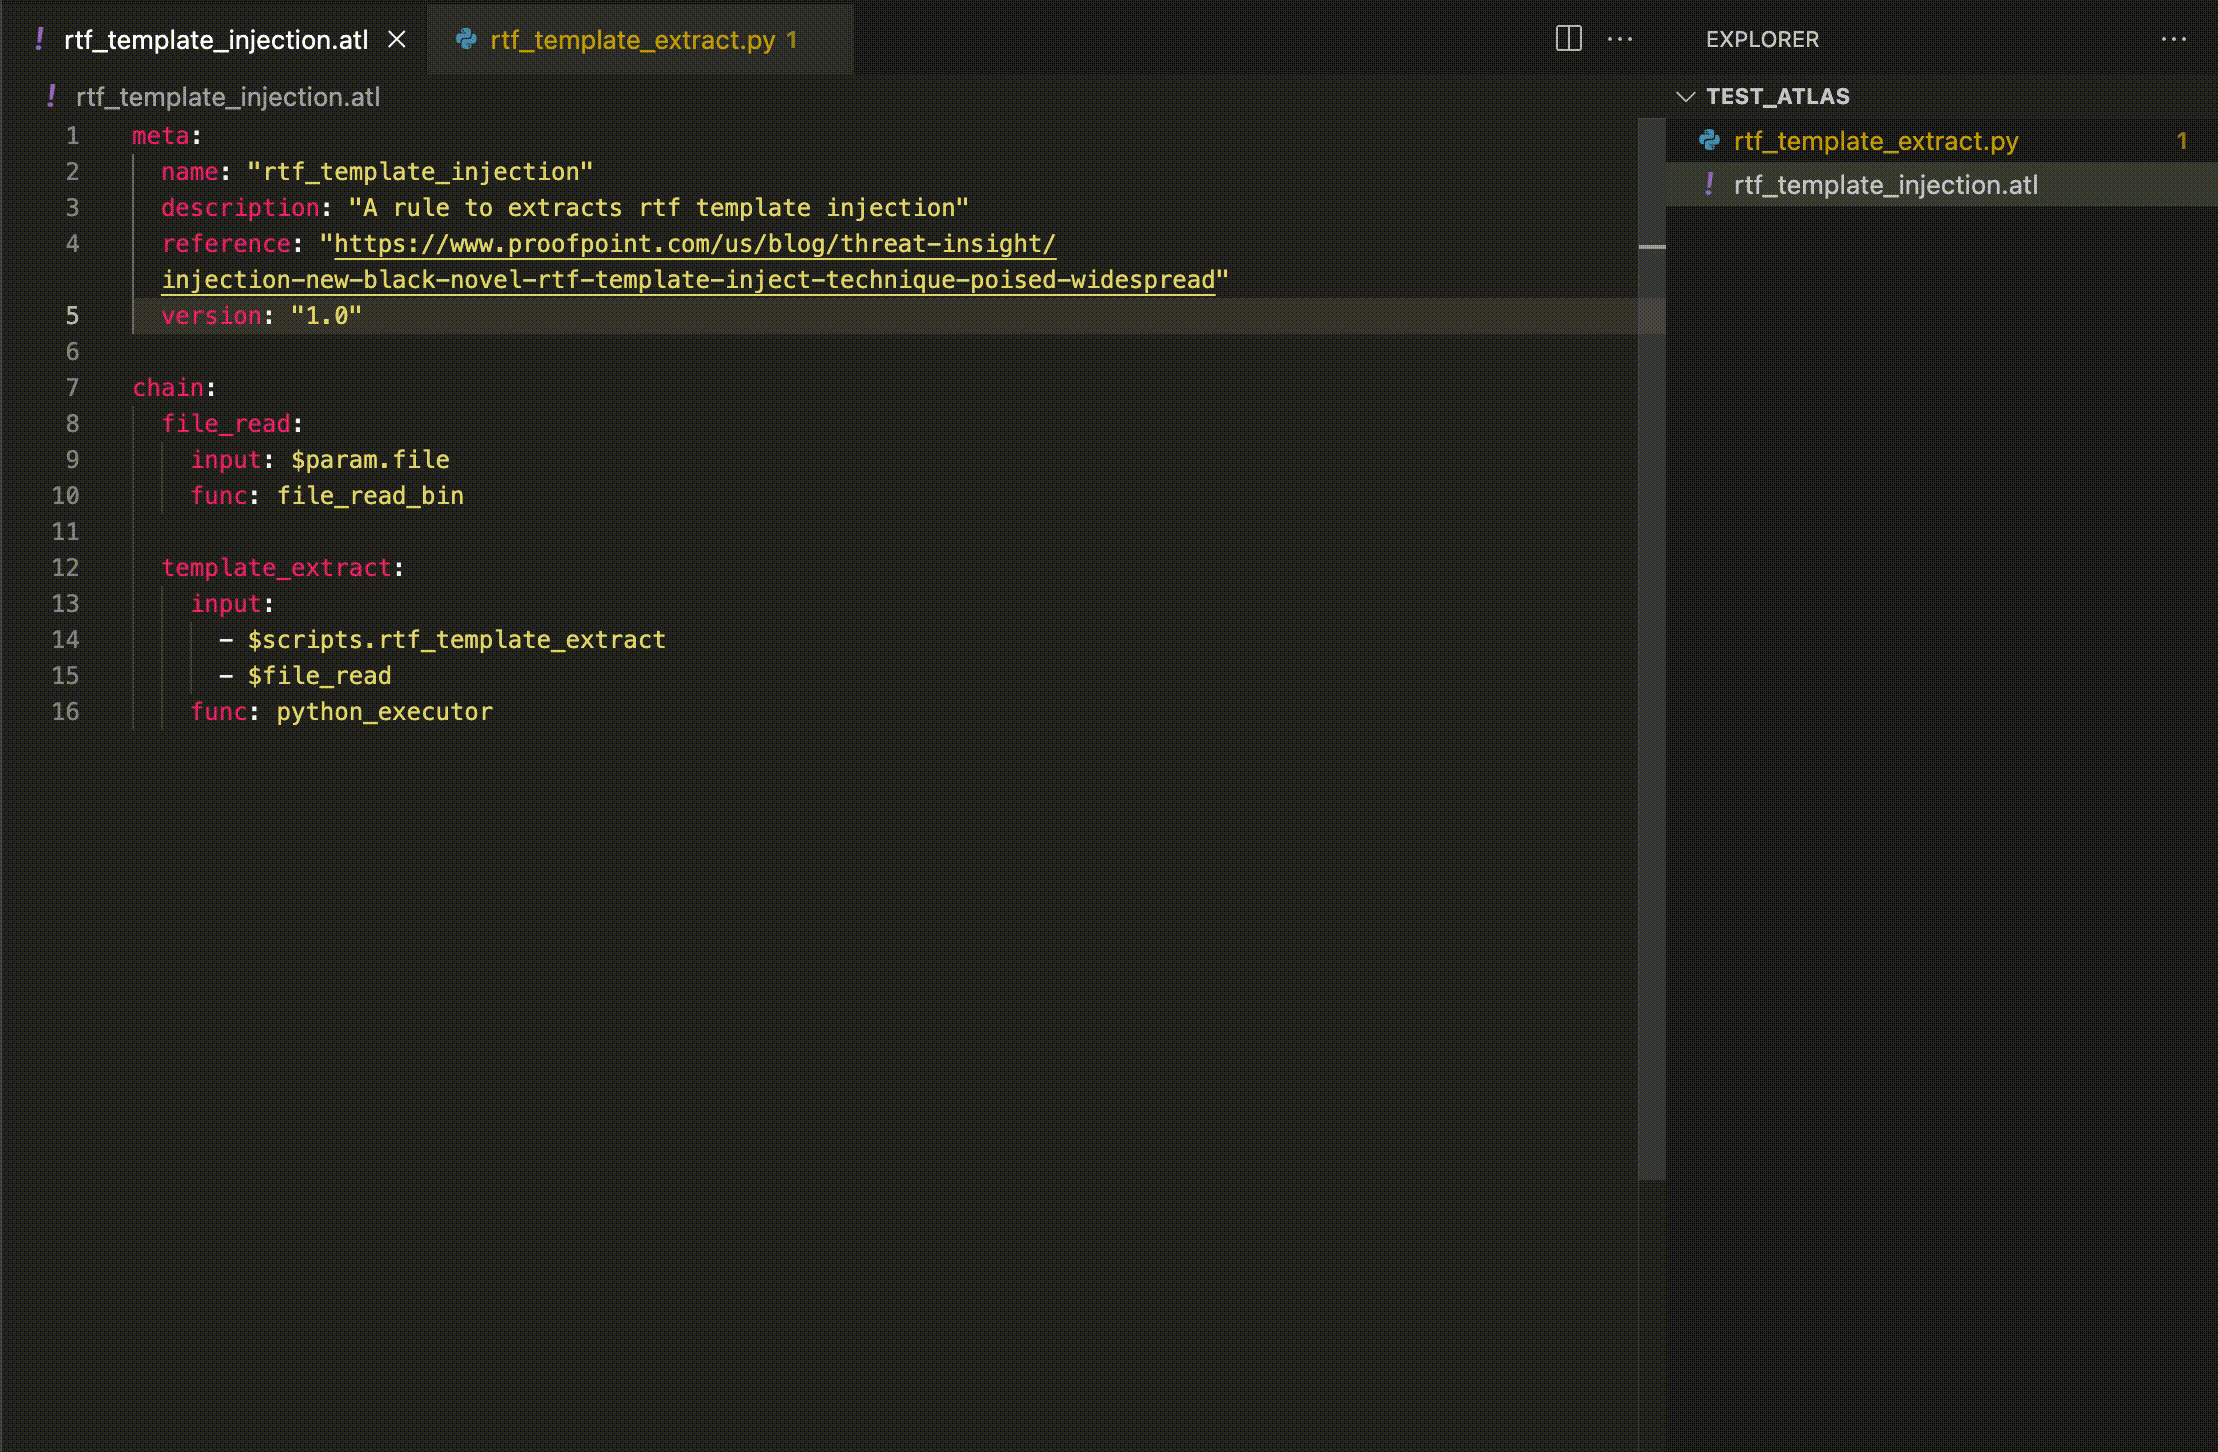 rtf_template_injection.atl
rtf_template_extract.py 1
rtf_template_injection.atl
1 meta:
2 name: "rtf_template_injection"
3 description: "A rule to extracts rtf template injection"
4 reference: "https://www.proofpoint.com/us/blog/threat-insight/
injection-new-black-novel-rtf-template-inject-technique-poised-widespread"
5 version: "1.0"
6
7 chain:
8 file_read:
9 input: $param.file
10 func: file_read_bin
11
12 template_extract:
13 input:
14 - $scripts.rtf_template_extract
15 - $file_read
16 func: python_executor
EXPLORER
TEST_ATLAS
rtf_template_extract.py 1
rtf_template_injection.atl